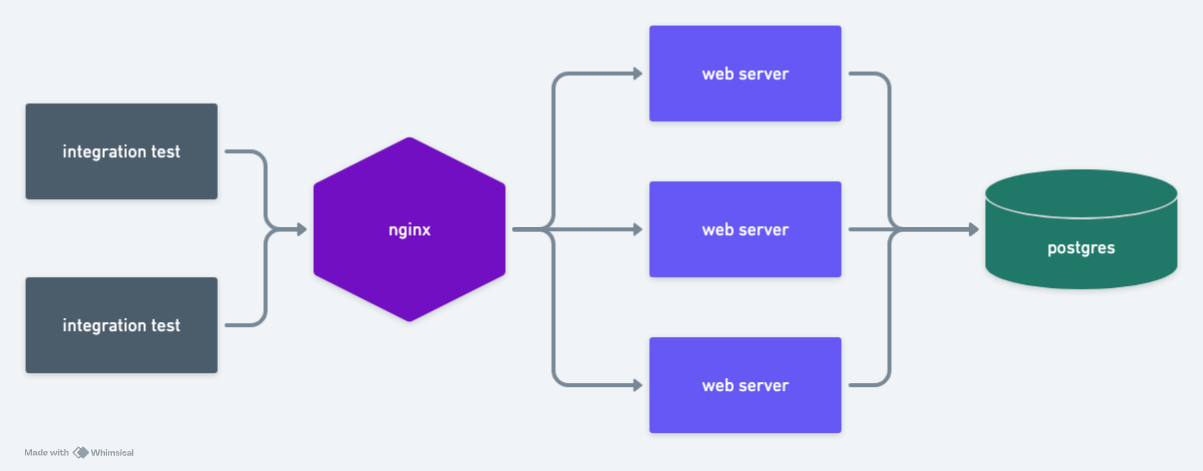 integration test
integration test
nginx
web server
web server
web server
postgres
Made with Whimsical